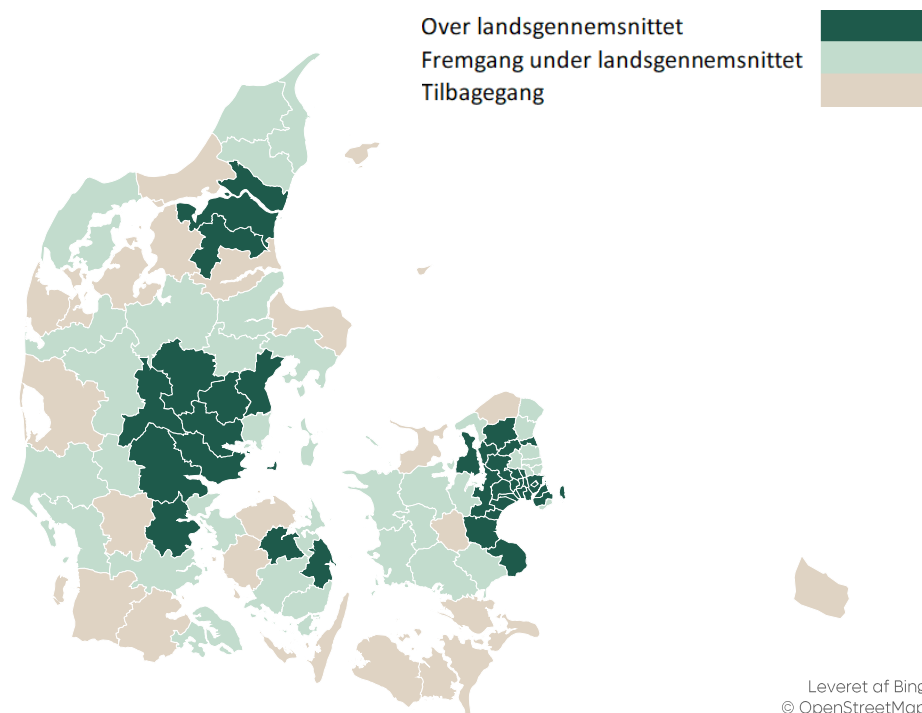 Over landsgennemsnittet
Fremgang under landsgennemsnittet
Tilbagegang
Leveret af Bing
© OpenStreetMap